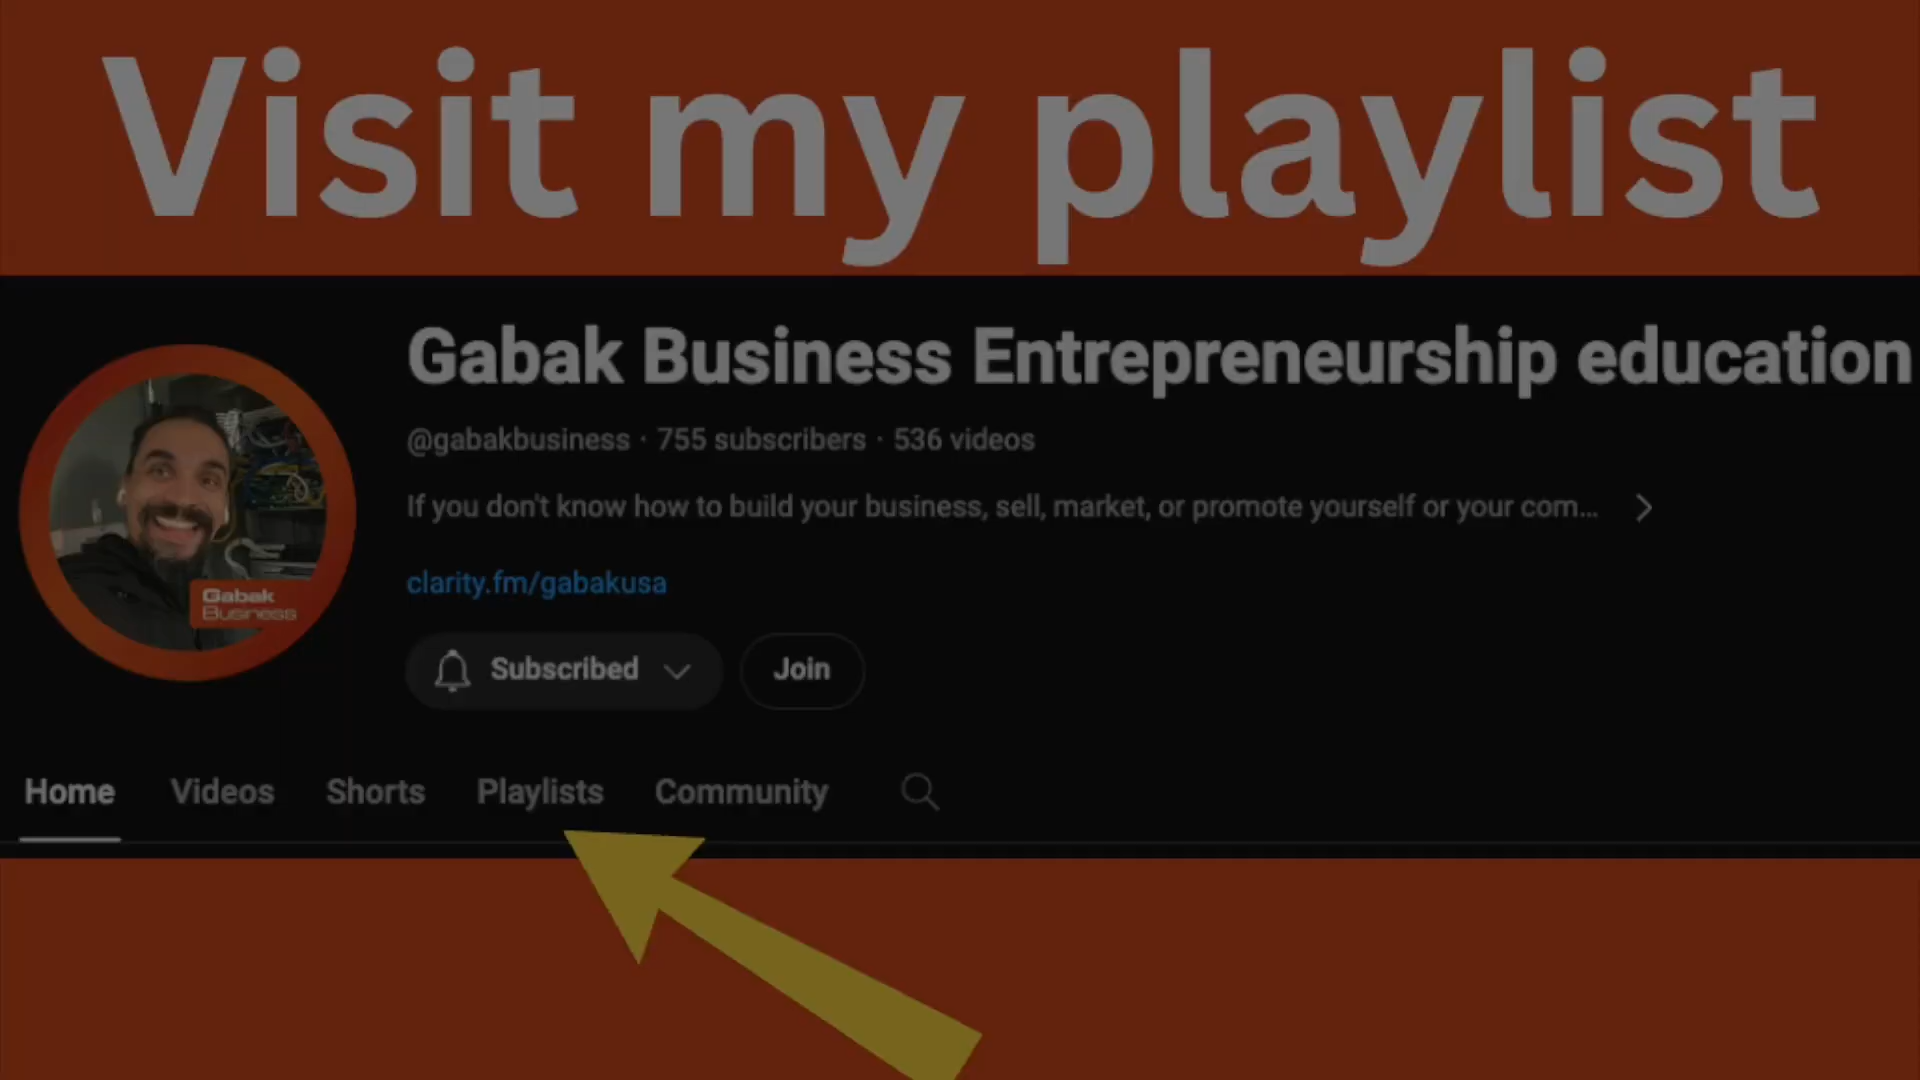 Visit my playlist
Gabak Business Entrepreneurship education
@gabakbusiness · 755 subscribers · 536 videos
If you don't know how to build your business, sell, market, or promote yourself or your com...
clarity.fm/gabakusa
Gabak
Business
Subscribed
Join
Home Videos Shorts Playlists Community